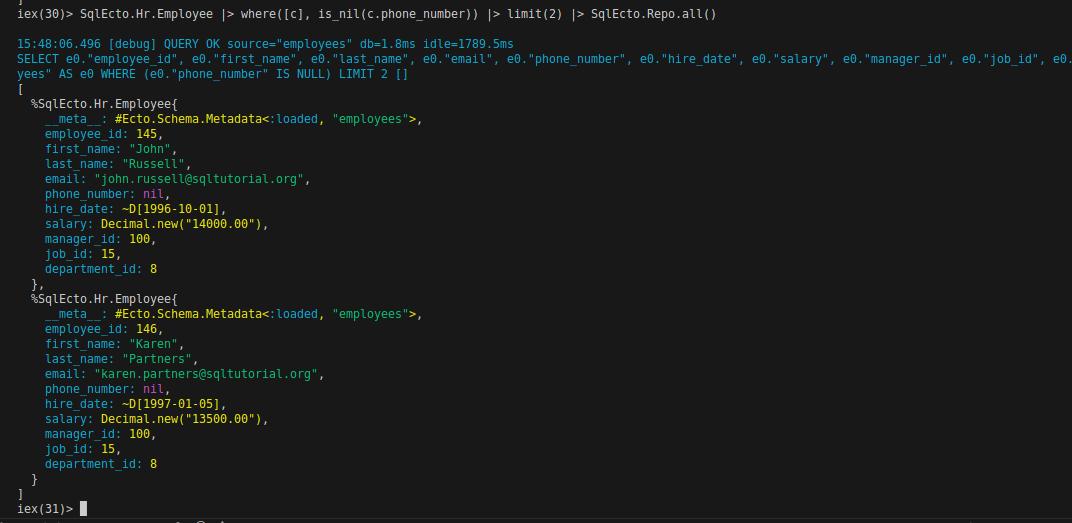 ]
iex(30)> SqlEcto.Hr.Employee |> where([c], is_nil(c.phone_number)) |> limit(2) |> SqlEcto.Repo.all()
15:48:06.496 [debug] QUERY OK source="employees" db=1.8ms idle=1789.5ms
SELECT e0."employee_id", e0."first_name", e0."last_name", e0."email", e0."phone_number", e0."hire_date", e0."salary", e0."manager_id", e0."job_id", e0.
yees" AS e0 WHERE (e0."phone_number" IS NULL) LIMIT 2 []
[
  %SqlEcto.Hr.Employee{
    __meta__: #Ecto.Schema.Metadata<:loaded, "employees">,
    employee_id: 145,
    first_name: "John",
    last_name: "Russell",
    email: "john.russell@sqltutorial.org",
    phone_number: nil,
    hire_date: ~D[1996-10-01],
    salary: Decimal.new("14000.00"),
    manager_id: 100,
    job_id: 15,
    department_id: 8
  },
  %SqlEcto.Hr.Employee{
    __meta__: #Ecto.Schema.Metadata<:loaded, "employees">,
    employee_id: 146,
    first_name: "Karen",
    last_name: "Partners",
    email: "karen.partners@sqltutorial.org",
    phone_number: nil,
    hire_date: ~D[1997-01-05],
    salary: Decimal.new("13500.00"),
    manager_id: 100,
    job_id: 15,
    department_id: 8
  }
]
iex(31)>